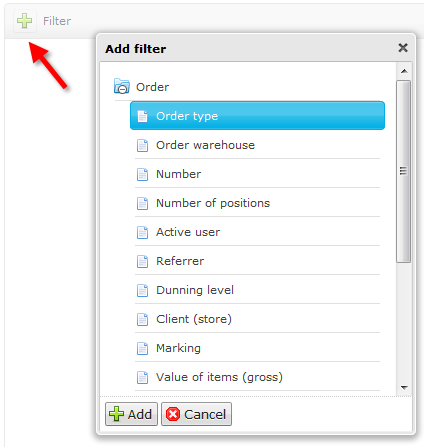 Filter
Add filter
Order
Order type
Order warehouse
Number
Number of positions
Active user
Referrer
Dunning level
Client (store)
Marking
Value of items (gross)
Add Cancel